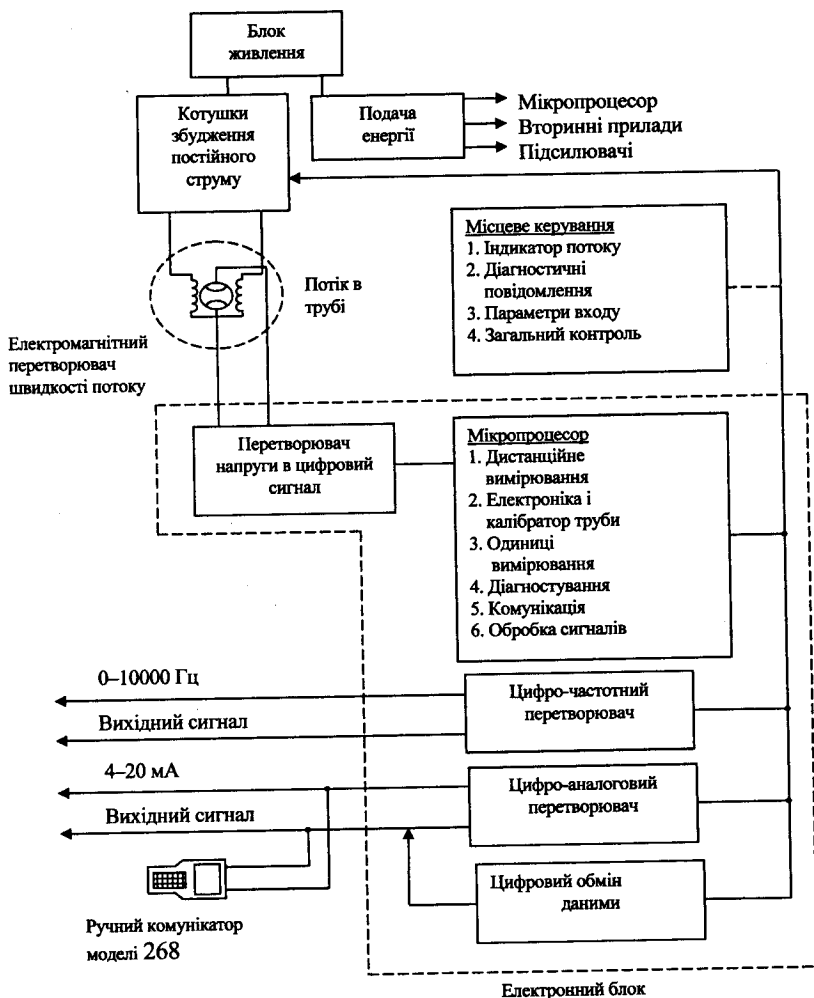 Блок
живлення
Котушки
збудження
постійного
струму
Подача
енергії
Мікропроцесор
Вторинні прилади
Підсилювачі
Місцеве керування
1. Індикатор потоку
2. Діагностичні
повідомлення
3. Параметри входу
4. Загальний контроль
Потік в
трубі
Електромагнітний
перетворювач
швидкості потоку
Перетворювач
напруги в цифровий
сигнал
Мікропроцесор
1. Дистанційне
вимірювання
2. Електроніка і
калібратор труби
3. Одиниці
вимірювання
4. Діагностування
5. Комунікація
6. Обробка сигналів
0–10000 Гц
Вихідний сигнал
Цифро-частотний
перетворювач
4–20 мА
Вихідний сигнал
Цифро-аналоговий
перетворювач
Цифровий обмін
даними
Ручний комунікатор
моделі 268
Електронний блок